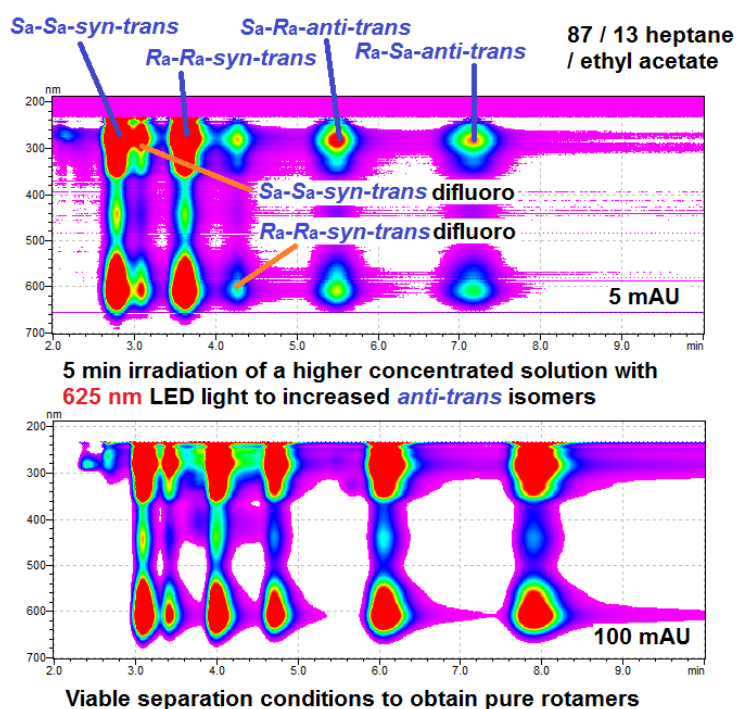 Sa-Sa-syn-trans
Sa-Ra-anti-trans
87 / 13 heptane
/ ethyl acetate
Ra-Ra-syn-trans
Ra-Sa-anti-trans
nm
200
300
400
500
600
700
Sa-Sa-syn-trans difluoro
Ra-Ra-syn-trans difluoro
5 mAU
2.0 3.0 4.0 5.0 6.0 7.0 8.0 9.0 min
5 min irradiation of a higher concentrated solution with
625 nm LED light to increased anti-trans isomers
nm
200
300
400
500
600
700
100 mAU
2.0 3.0 4.0 5.0 6.0 7.0 8.0 9.0 min
Viable separation conditions to obtain pure rotamers